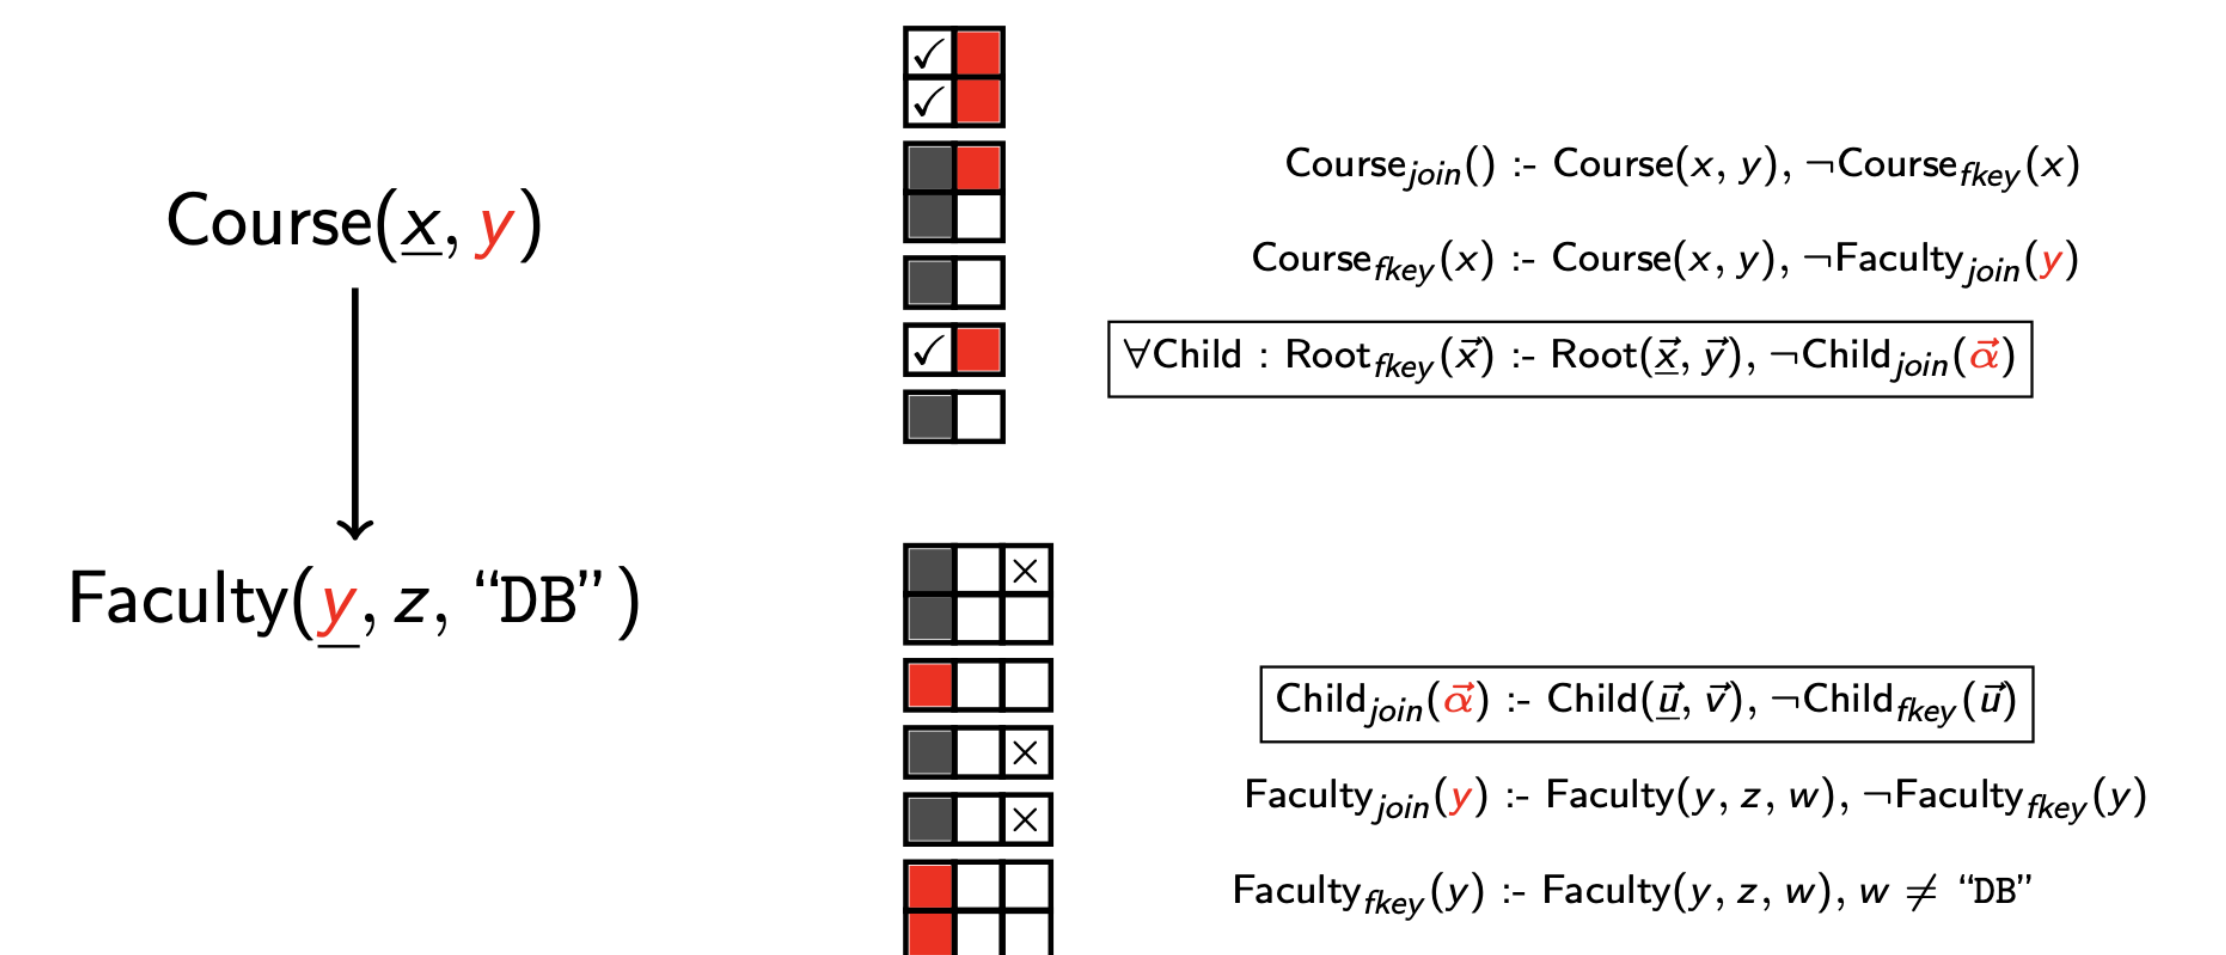 Course(x, y)
Faculty(y, z, “DB”)
✓
✓
✓
×
×
×
Course_join() :- Course(x, y), ¬Course_fkey(x)
Course_fkey(x) :- Course(x, y), ¬Faculty_join(y)
∀Child : Root_fkey(x⃗) :- Root(x⃗, y⃗), ¬Child_join(α⃗)
Child_join(α⃗) :- Child(u⃗, v⃗), ¬Child_fkey(u⃗)
Faculty_join(y) :- Faculty(y, z, w), ¬Faculty_fkey(y)
Faculty_fkey(y) :- Faculty(y, z, w), w ≠ “DB”